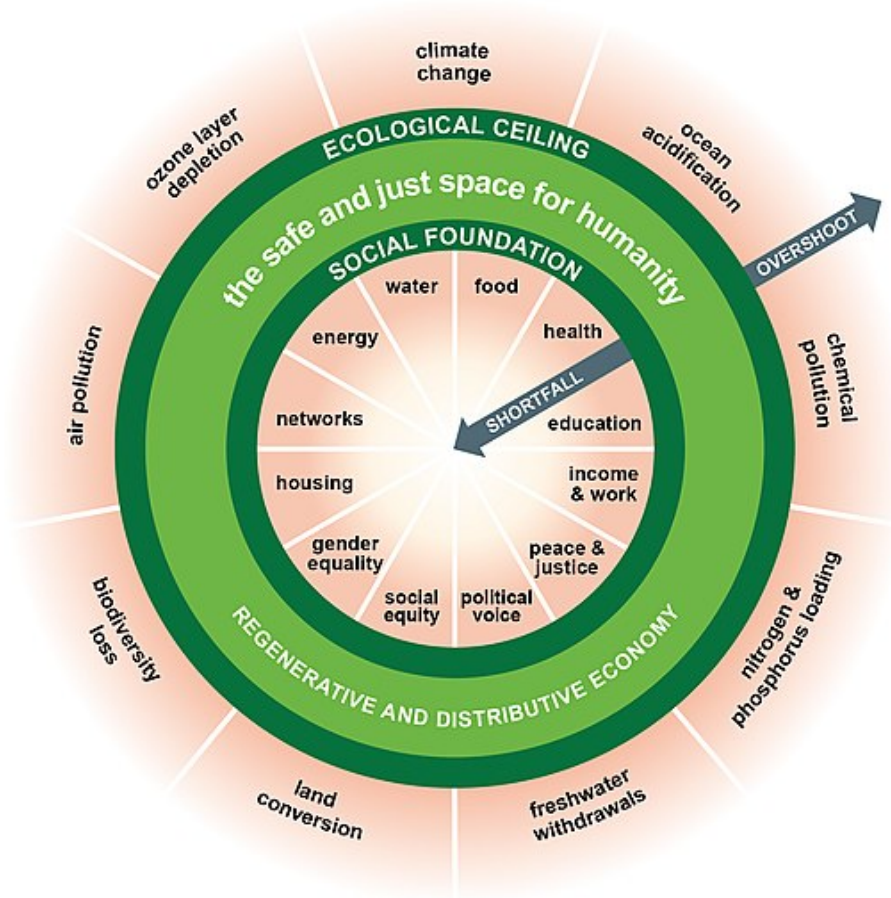 climate
change
ocean
acidification
chemical
pollution
nitrogen &
phosphorus loading
freshwater
withdrawals
land
conversion
biodiversity
loss
air pollution
ozone layer
depletion
ECOLOGICAL CEILING
OVERSHOOT
the safe and just space for humanity
SOCIAL FOUNDATION
water
food
health
SHORTFALL
education
income
& work
peace &
justice
political
voice
social
equity
gender
equality
housing
networks
energy
REGENERATIVE AND DISTRIBUTIVE ECONOMY